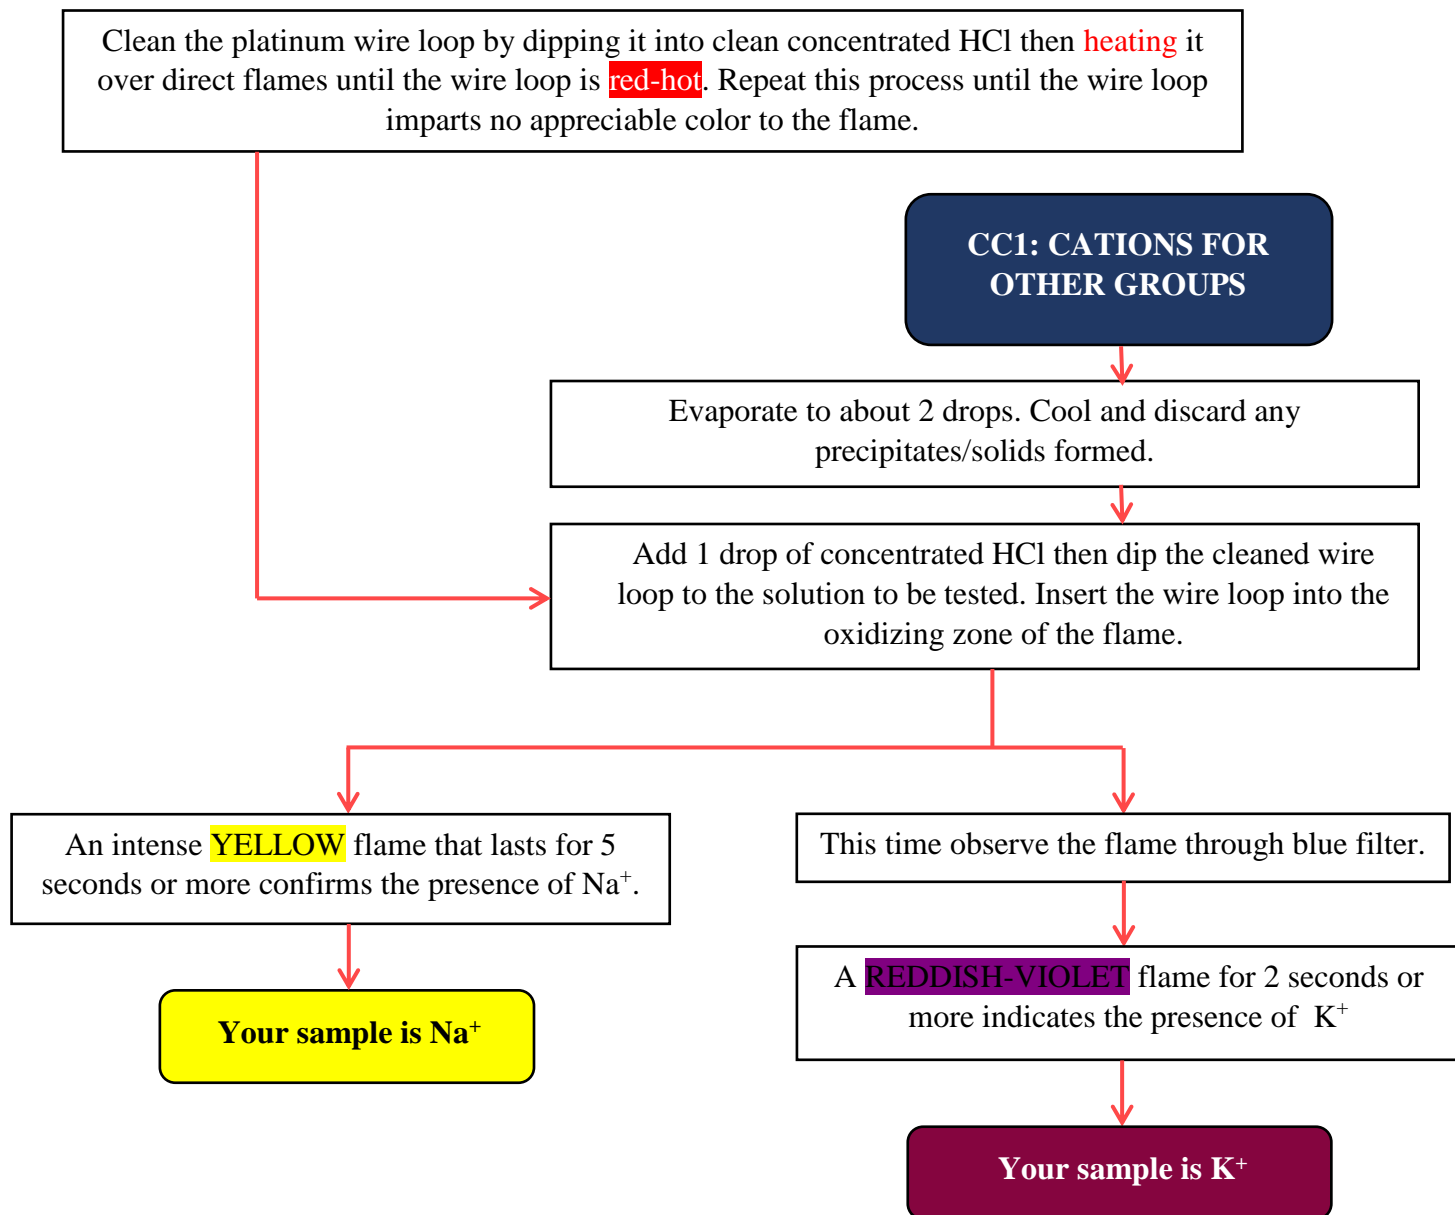 Clean the platinum wire loop by dipping it into clean concentrated HCl then heating it
over direct flames until the wire loop is red-hot. Repeat this process until the wire loop
imparts no appreciable color to the flame.
CC1: CATIONS FOR
OTHER GROUPS
Evaporate to about 2 drops. Cool and discard any
precipitates/solids formed.
Add 1 drop of concentrated HCl then dip the cleaned wire
loop to the solution to be tested. Insert the wire loop into the
oxidizing zone of the flame.
An intense YELLOW flame that lasts for 5
seconds or more confirms the presence of Na⁺.
Your sample is Na⁺
This time observe the flame through blue filter.
A REDDISH-VIOLET flame for 2 seconds or
more indicates the presence of K⁺
Your sample is K⁺